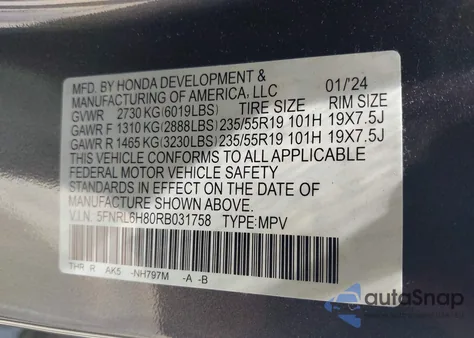 MFD. BY HONDA DEVELOPMENT &
MANUFACTURING OF AMERICA, LLC 01/'24
GVWR 2730 KG (6019LBS) TIRE SIZE RIM SIZE
GAWR F 1310 KG (2888LBS) 235/55R19 101H 19X7.5J
GAWR R 1465 KG (3230LBS) 235/55R19 101H 19X7.5J
THIS VEHICLE CONFORMS TO ALL APPLICABLE
FEDERAL MOTOR VEHICLE SAFETY
STANDARDS IN EFFECT ON THE DATE OF
MANUFACTURE SHOWN ABOVE.
V.I.N. 5FNRL6H80RB031758 TYPE:MPV
THR R AK5 -NH797M -A -B
autoSnap